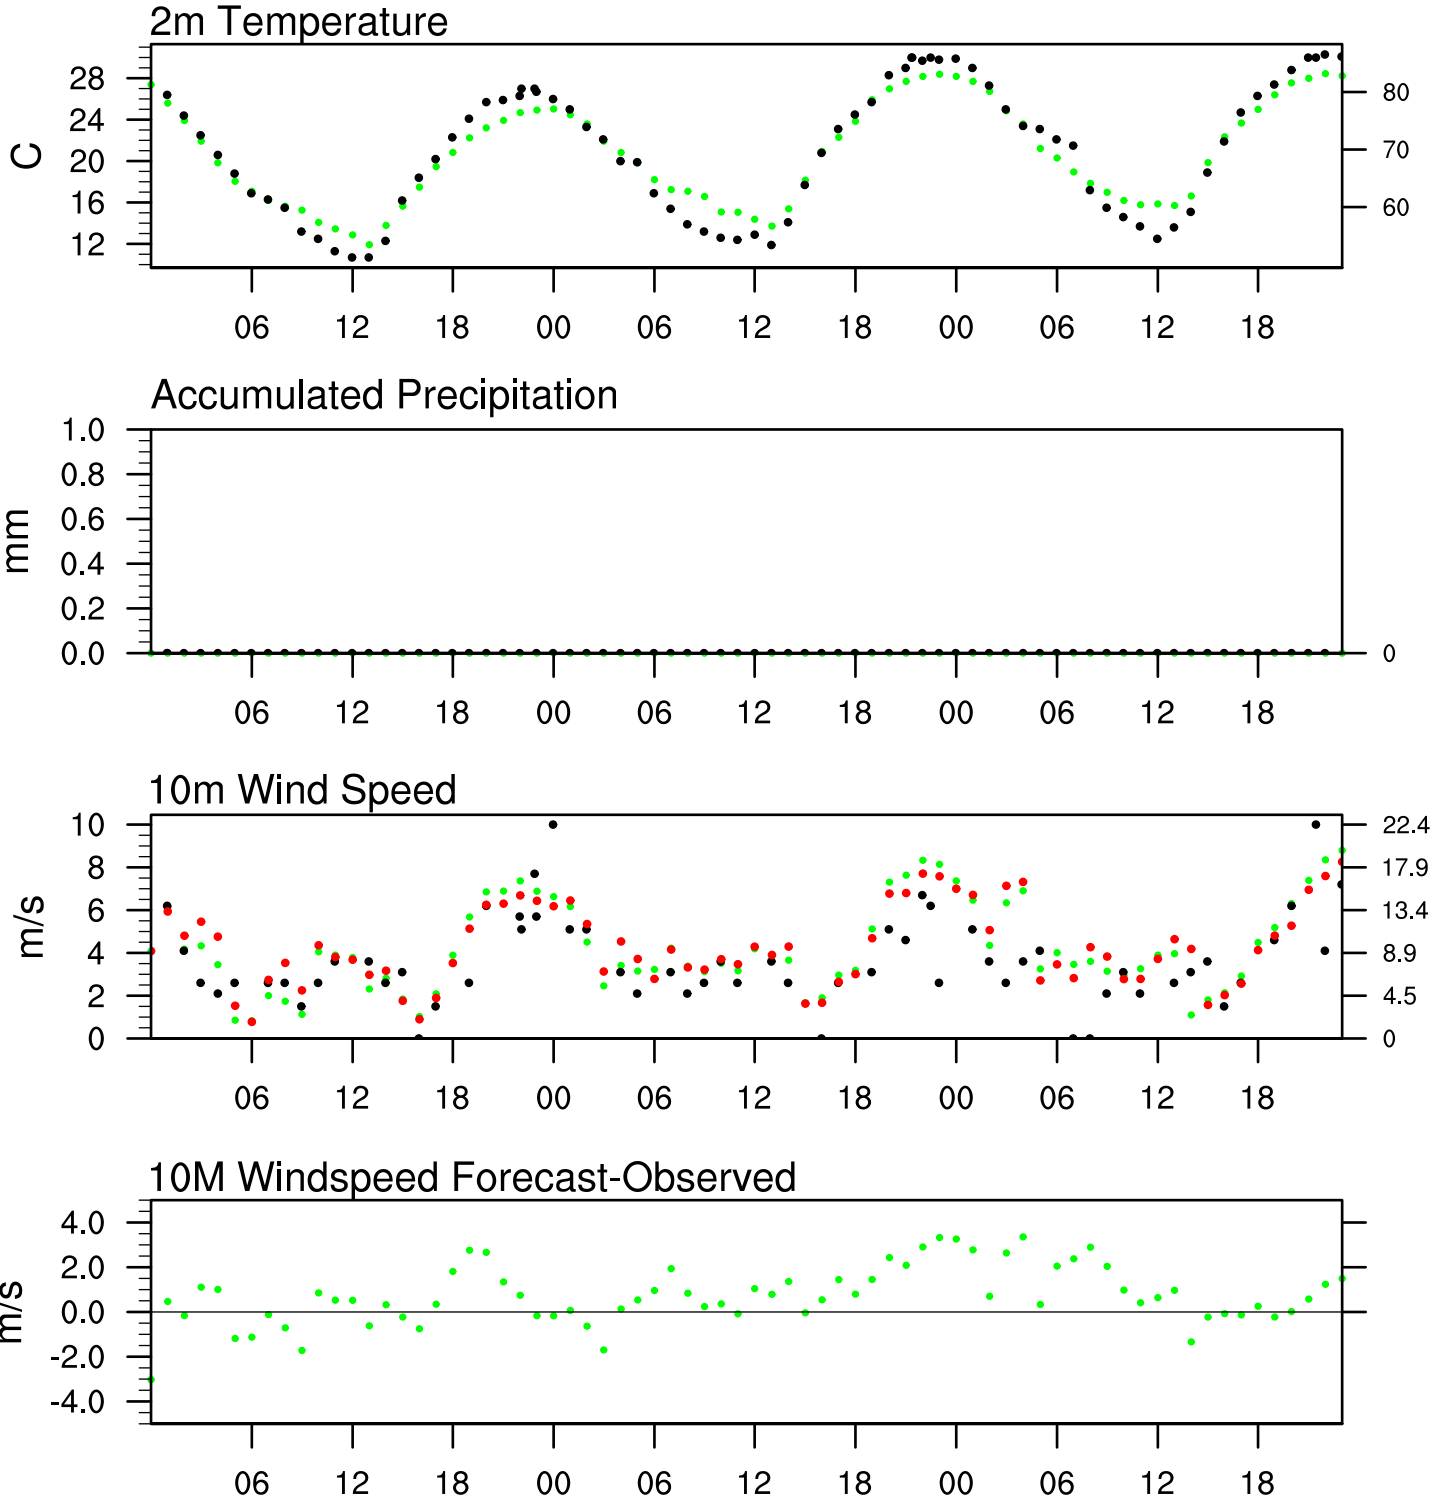 2m Temperature
C
28
24
20
16
12
80
70
60
06 12 18 00 06 12 18 00 06 12 18
Accumulated Precipitation
mm
1.0
0.8
0.6
0.4
0.2
0.0
0
06 12 18 00 06 12 18 00 06 12 18
10m Wind Speed
m/s
10
8
6
4
2
0
22.4
17.9
13.4
8.9
4.5
0
06 12 18 00 06 12 18 00 06 12 18
10M Windspeed Forecast-Observed
m/s
4.0
2.0
0.0
-2.0
-4.0
06 12 18 00 06 12 18 00 06 12 18